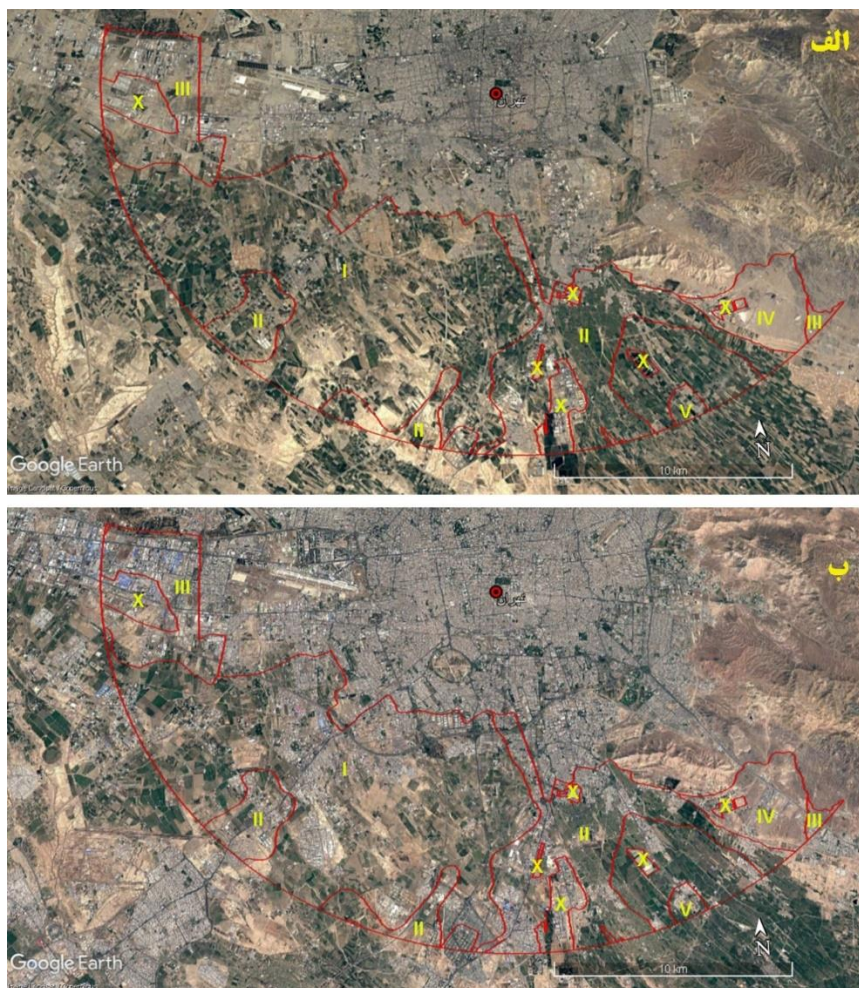 الف
III
X
تهران
I
X
II
X
IV
III
II
X
X
X
V
II
N
Google Earth
10 km
ب
III
X
تهران
I
X
II
X
IV
III
II
X
X
X
V
II
N
Google Earth
10 km